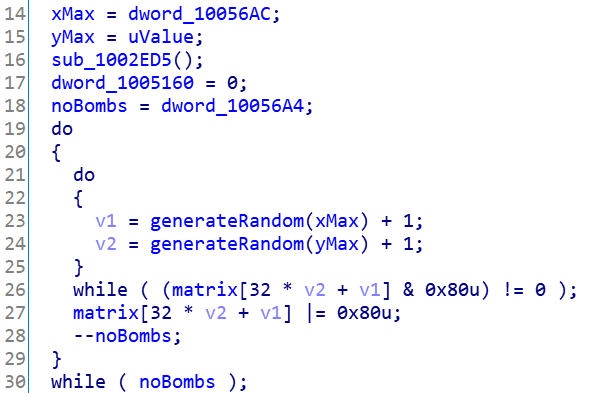 14 xMax = dword_10056AC;
15 yMax = uValue;
16 sub_1002ED5();
17 dword_1005160 = 0;
18 noBombs = dword_10056A4;
19 do
20 {
21   do
22   {
23     v1 = generateRandom(xMax) + 1;
24     v2 = generateRandom(yMax) + 1;
25   }
26   while ( (matrix[32 * v2 + v1] & 0x80u) != 0 );
27   matrix[32 * v2 + v1] |= 0x80u;
28   --noBombs;
29 }
30 while ( noBombs );